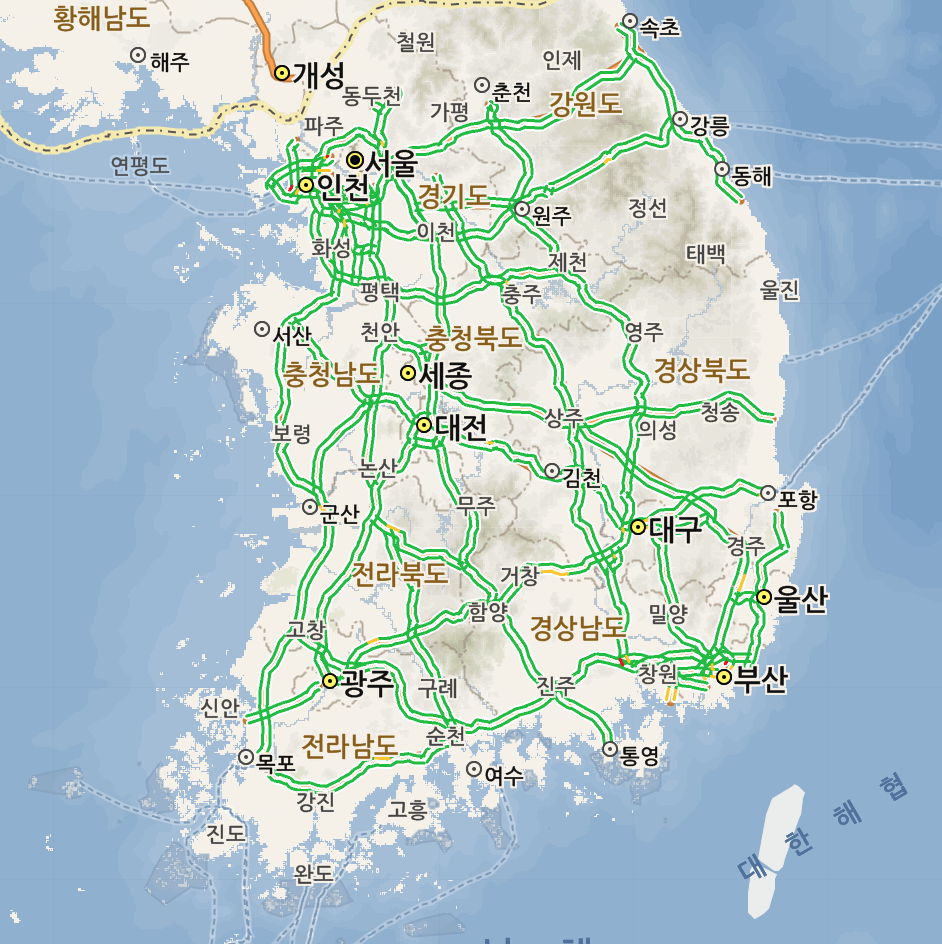 황해남도
속초
철원
해주
인제
개성
춘천
동두천
강원도
가평
파주
강릉
서울
연평도
동해
인천
경기도
정선
원주
이천
화성
태백
제천
평택
충주
울진
서산
천안
충청북도
영주
충청남도
세종
경상북도
청송
상주
대전
의성
보령
논산
김천
포항
무주
군산
대구
경주
전라북도
거창
울산
함양
밀양
고창
경상남도
창원
부산
광주
구례
진주
신안
순천
전라남도
통영
목포
여수
강진
고흥
대한해협
진도
완도